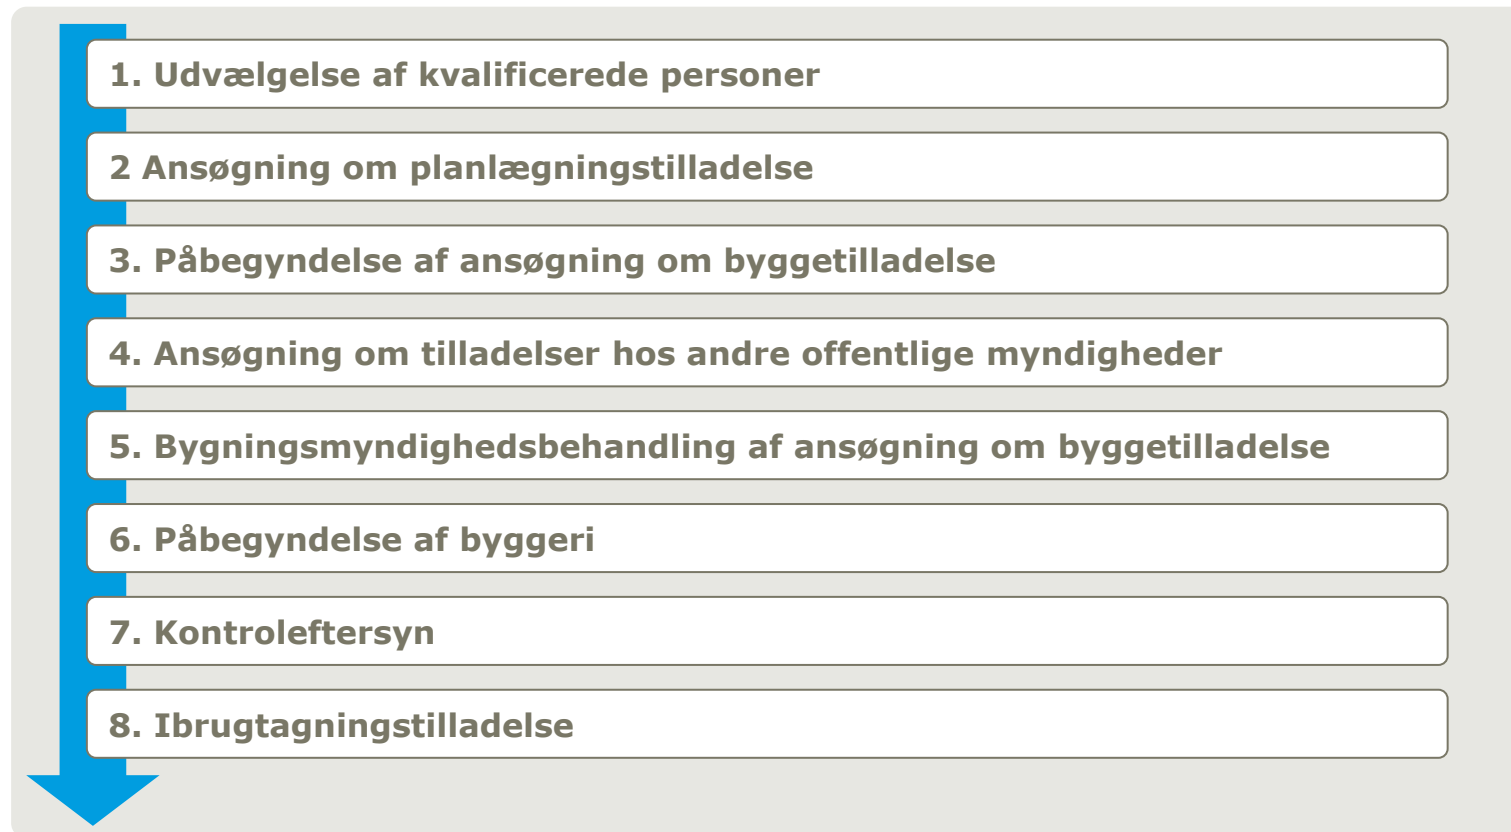 1. Udvælgelse af kvalificerede personer
2 Ansøgning om planlægningstilladelse
3. Påbegyndelse af ansøgning om byggetilladelse
4. Ansøgning om tilladelser hos andre offentlige myndigheder
5. Bygningsmyndighedsbehandling af ansøgning om byggetilladelse
6. Påbegyndelse af byggeri
7. Kontroleftersyn
8. Ibrugtagningstilladelse